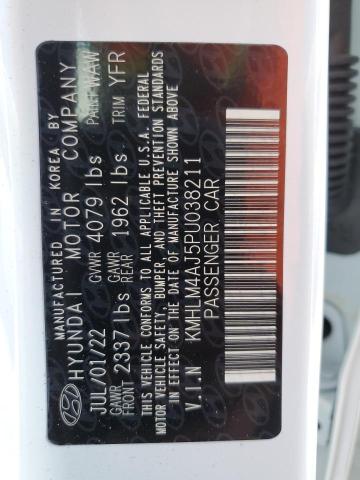 MANUFACTURED IN KOREA BY
HYUNDAI MOTOR COMPANY
JUL/01/22 GVWR 4079 lbs PAINT WAW
GAWR FRONT 2337 lbs GAWR REAR 1962 lbs TRIM YFR
THIS VEHICLE CONFORMS TO ALL APPLICABLE U.S.A. FEDERAL
MOTOR VEHICLE SAFETY, BUMPER, AND THEFT PREVENTION STANDARDS IN
EFFECT ON THE DATE OF MANUFACTURE SHOWN ABOVE
V.I.N KMHLM4AJ5PU038211
PASSENGER CAR